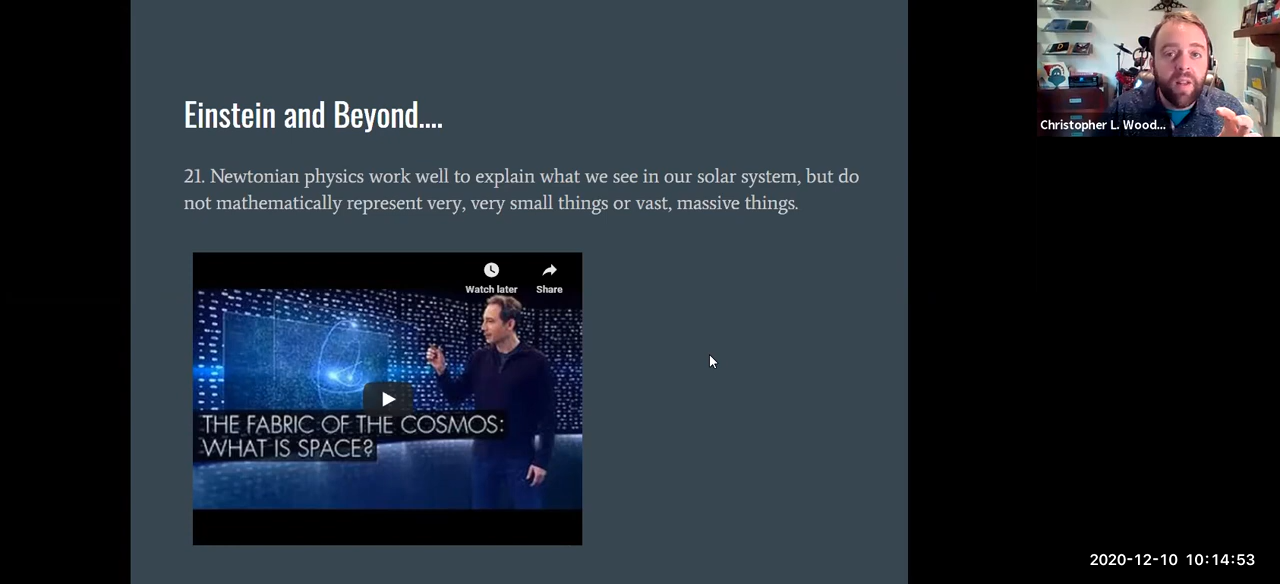 Einstein and Beyond....
21. Newtonian physics work well to explain what we see in our solar system, but do
not mathematically represent very, very small things or vast, massive things.
Watch later
Share
THE FABRIC OF THE COSMOS:
WHAT IS SPACE?
Christopher L. Wood...
2020-12-10 10:14:53